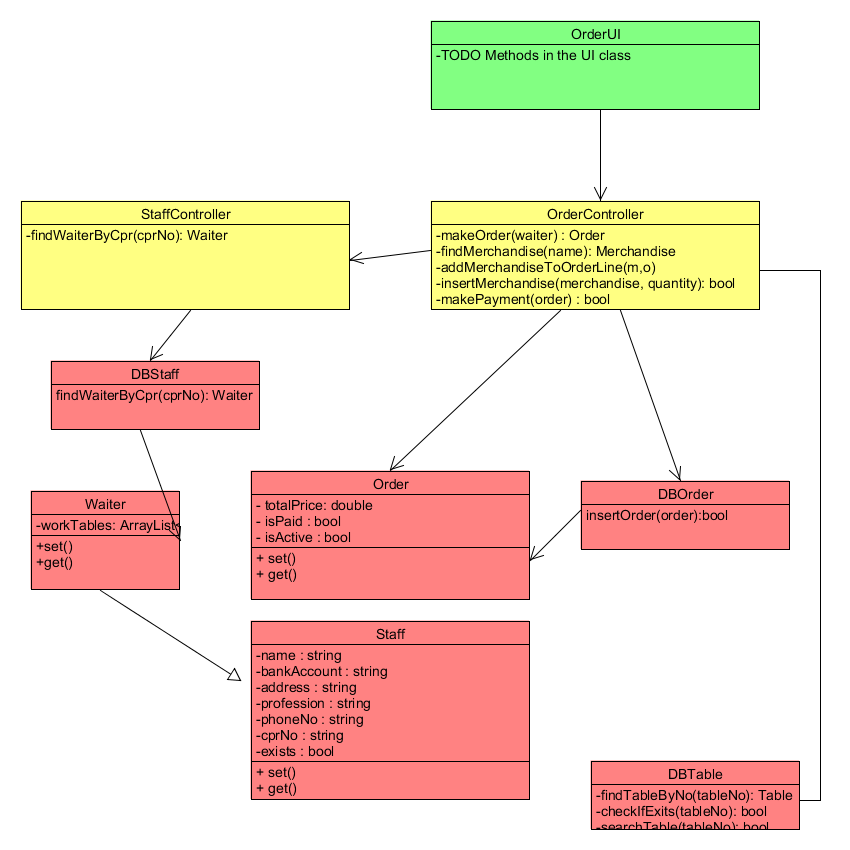 OrderUI
-TODO Methods in the UI class
StaffController
-findWaiterByCpr(cprNo): Waiter
OrderController
-makeOrder(waiter) : Order
-findMerchandise(name): Merchandise
-addMerchandiseToOrderLine(m,o)
-insertMerchandise(merchandise, quantity): bool
-makePayment(order) : bool
DBStaff
findWaiterByCpr(cprNo): Waiter
Waiter
-workTables: ArrayList
+set()
+get()
Order
- totalPrice: double
- isPaid : bool
- isActive : bool
+ set()
+ get()
DBOrder
insertOrder(order):bool
Staff
-name : string
-bankAccount : string
-address : string
-profession : string
-phoneNo : string
-cprNo : string
-exists : bool
+ set()
+ get()
DBTable
-findTableByNo(tableNo): Table
-checkIfExits(tableNo): bool
-searchTable(tableNo): bool